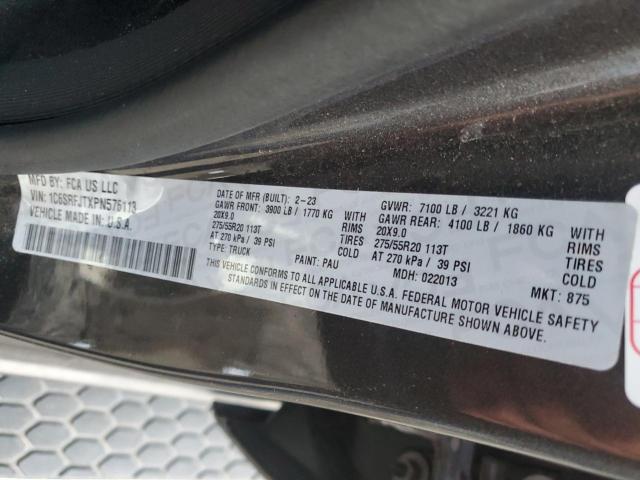 MFD. BY: FCA US LLC
VIN: 1C6SRFJTXPN576113
VEHICLE MADE IN U.S.A.
DATE OF MFR (BUILT): 2-23 GVWR: 7100 LB / 3221 KG
GAWR FRONT: 3900 LB / 1770 KG WITH GAWR REAR: 4100 LB / 1860 KG WITH
20X9.0 RIMS 20X9.0 RIMS
275/55R20 113T TIRES 275/55R20 113T TIRES
AT 270 kPa / 39 PSI COLD AT 270 kPa / 39 PSI COLD
TYPE: TRUCK PAINT: PAU MDH: 022013 MKT: 875
THIS VEHICLE CONFORMS TO ALL APPLICABLE U.S.A. FEDERAL MOTOR VEHICLE SAFETY
STANDARDS IN EFFECT ON THE DATE OF MANUFACTURE SHOWN ABOVE.